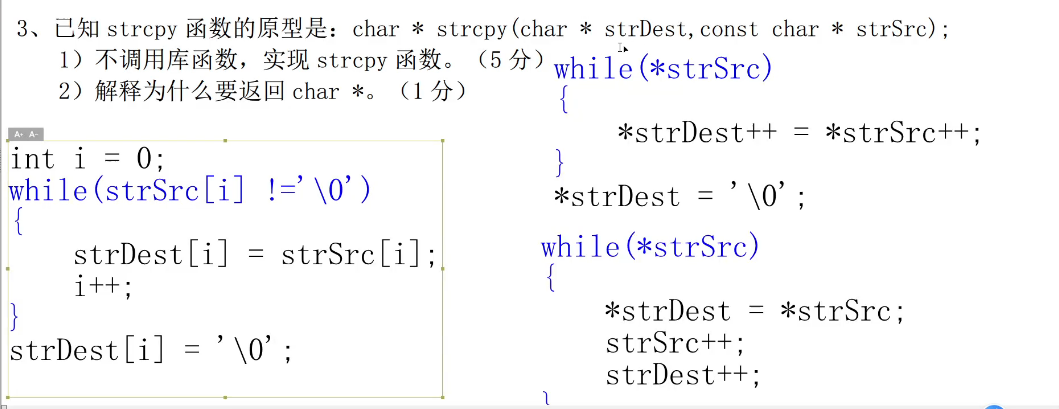 3、已知 strcpy 函数的原型是：char * strcpy(char * strDest,const char * strSrc);
1）不调用库函数，实现 strcpy 函数。（5 分）
2）解释为什么要返回 char *。（1 分）
A+ A-
int i = 0;
while(strSrc[i] !='\0')
{
strDest[i] = strSrc[i];
i++;
}
strDest[i] = '\0';
while(*strSrc)
{
*strDest++ = *strSrc++;
}
*strDest = '\0';
while(*strSrc)
{
*strDest = *strSrc;
strSrc++;
strDest++;
}